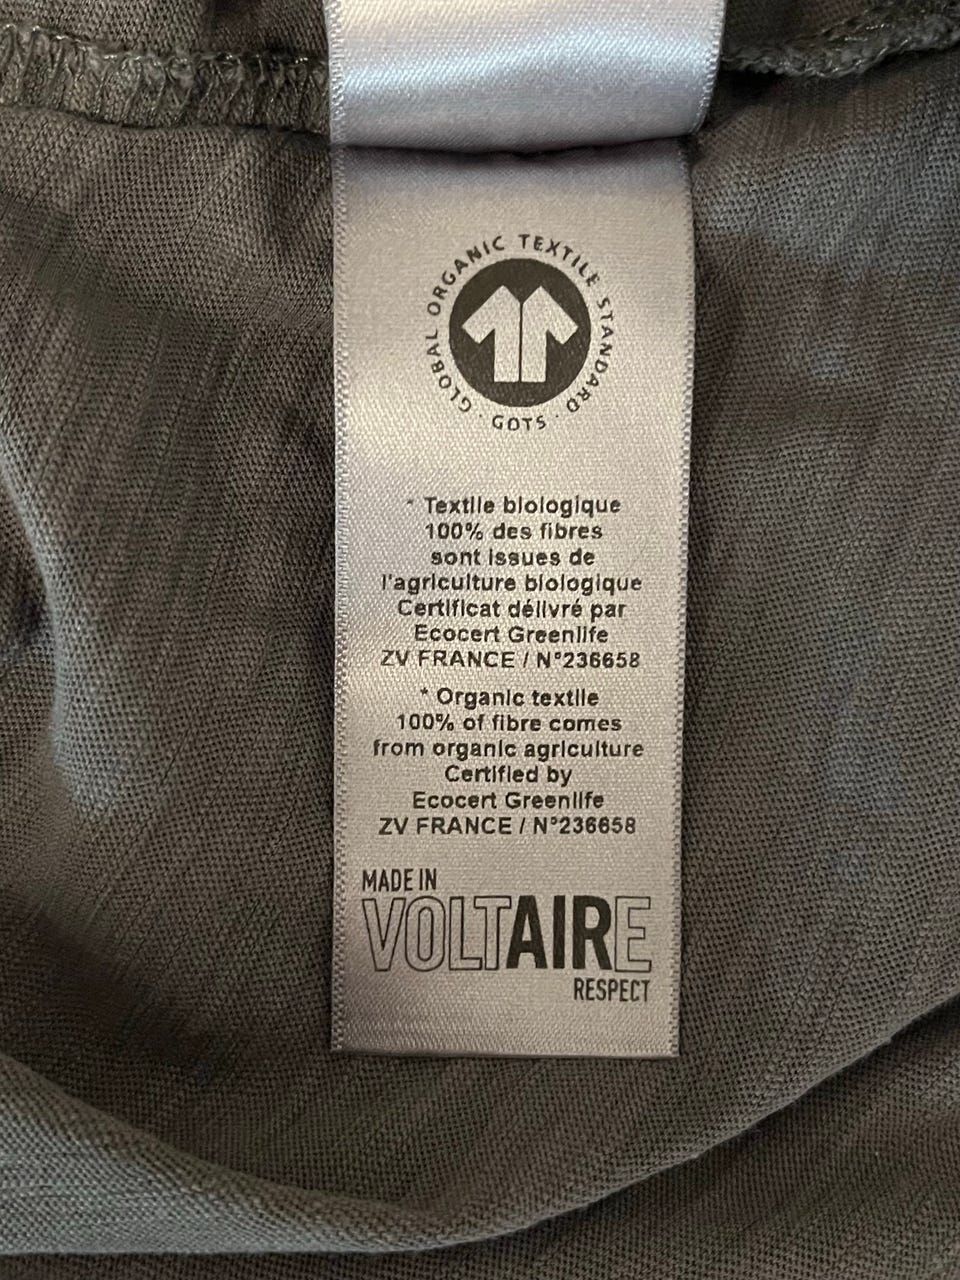 GLOBAL ORGANIC TEXTILE STANDARD · GOTS ·
* Textile biologique
100% des fibres
sont issues de
l'agriculture biologique
Certificat délivré par
Ecocert Greenlife
ZV FRANCE / N°236658
* Organic textile
100% of fibre comes
from organic agriculture
Certified by
Ecocert Greenlife
ZV FRANCE / N°236658
MADE IN
VOLTAIRE
RESPECT